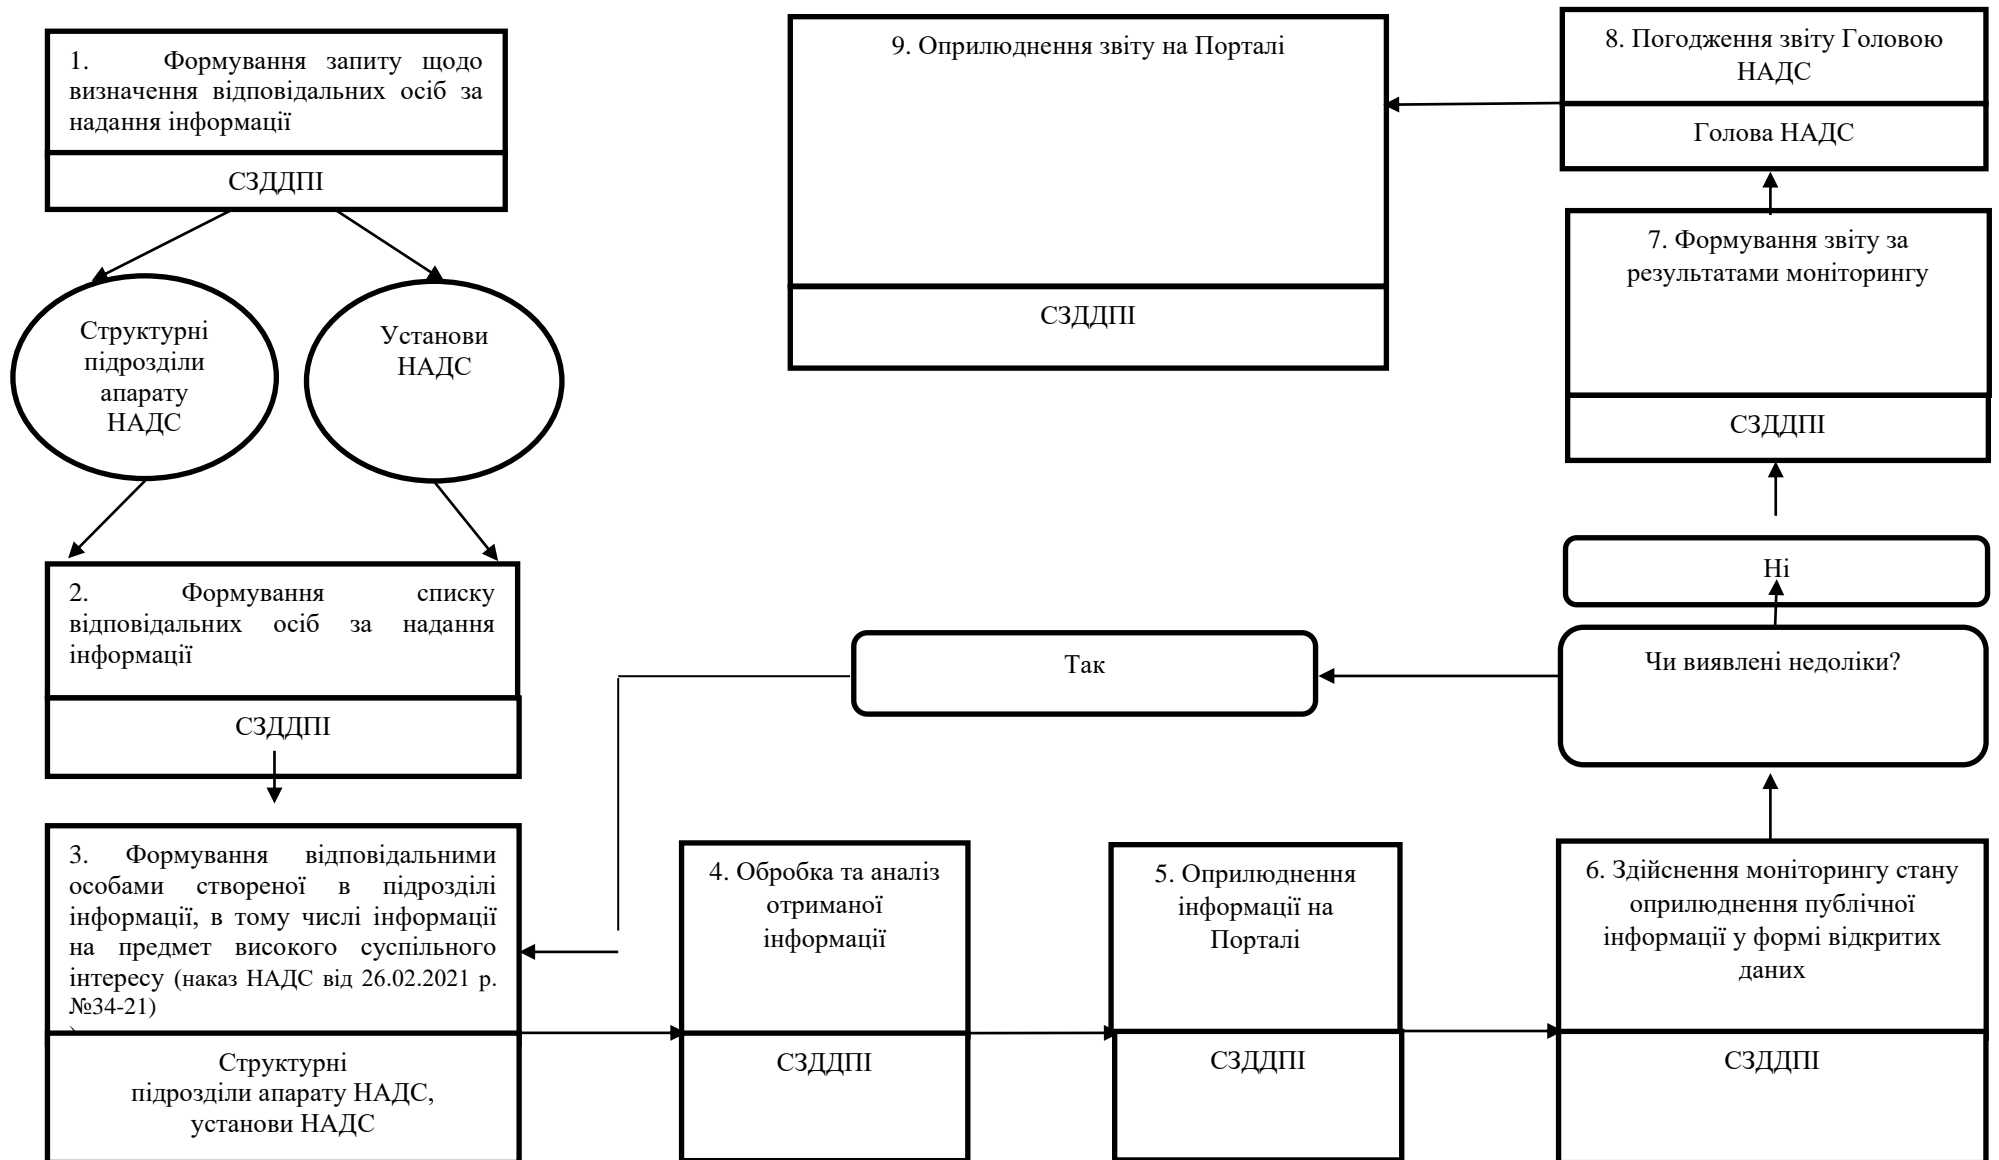 1. Формування запиту щодо
визначення відповідальних осіб за
надання інформації
СЗДДПІ
Структурні
підрозділи
апарату
НАДС
Установи
НАДС
2. Формування списку
відповідальних осіб за надання
інформації
СЗДДПІ
3. Формування відповідальними
особами створеної в підрозділі
інформації, в тому числі інформації
на предмет високого суспільного
інтересу (наказ НАДС від 26.02.2021 р.
№34-21)
Структурні
підрозділи апарату НАДС,
установи НАДС
4. Обробка та аналіз
отриманої
інформації
СЗДДПІ
5. Оприлюднення
інформації на
Порталі
СЗДДПІ
6. Здійснення моніторингу стану
оприлюднення публічної
інформації у формі відкритих
даних
СЗДДПІ
Чи виявлені недоліки?
Так
Ні
7. Формування звіту за
результатами моніторингу
СЗДДПІ
8. Погодження звіту Головою
НАДС
Голова НАДС
9. Оприлюднення звіту на Порталі
СЗДДПІ